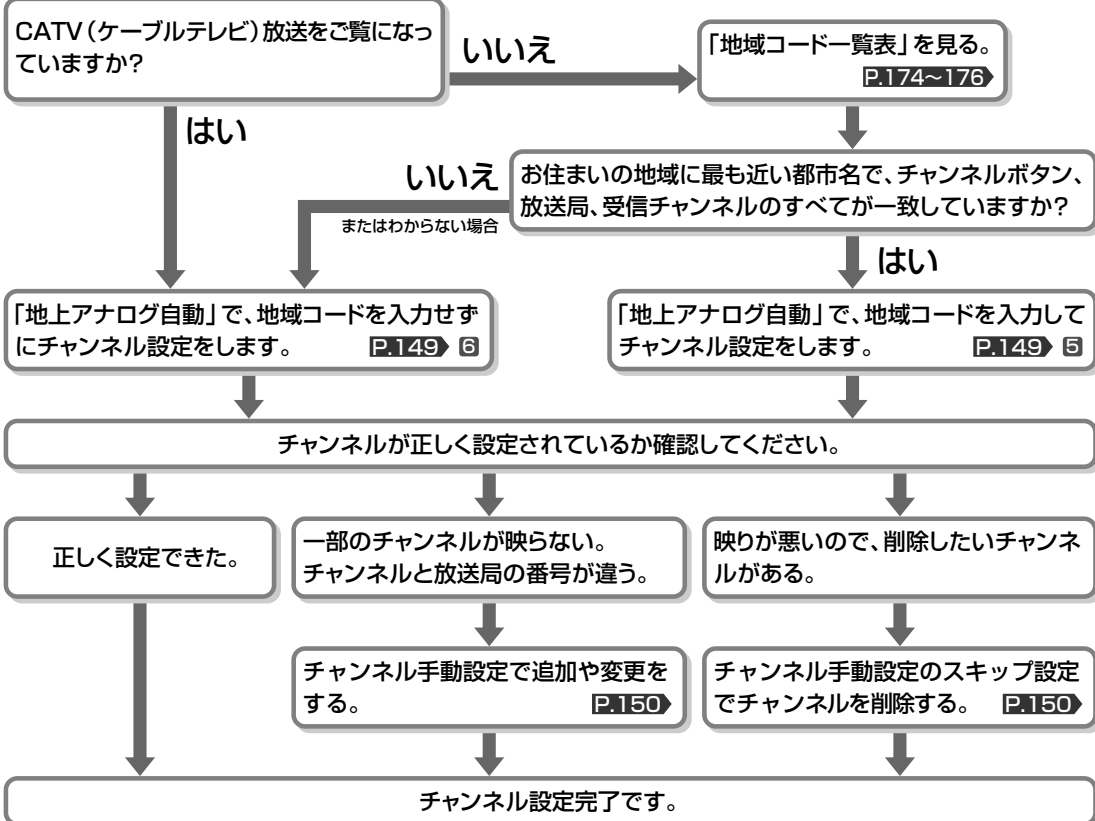 CATV（ケーブルテレビ）放送をご覧になっ
ていますか？
いいえ
「地域コード一覧表」を見る。
P.174～176
はい
いいえ
またはわからない場合
お住まいの地域に最も近い都市名で、チャンネルボタン、
放送局、受信チャンネルのすべてが一致していますか？
はい
「地上アナログ自動」で、地域コードを入力せず
にチャンネル設定をします。 P.149 6
「地上アナログ自動」で、地域コードを入力して
チャンネル設定をします。 P.149 5
チャンネルが正しく設定されているか確認してください。
正しく設定できた。
一部のチャンネルが映らない。
チャンネルと放送局の番号が違う。
映りが悪いので、削除したいチャンネ
ルがある。
チャンネル手動設定で追加や変更を
する。 P.150
チャンネル手動設定のスキップ設定
でチャンネルを削除する。 P.150
チャンネル設定完了です。